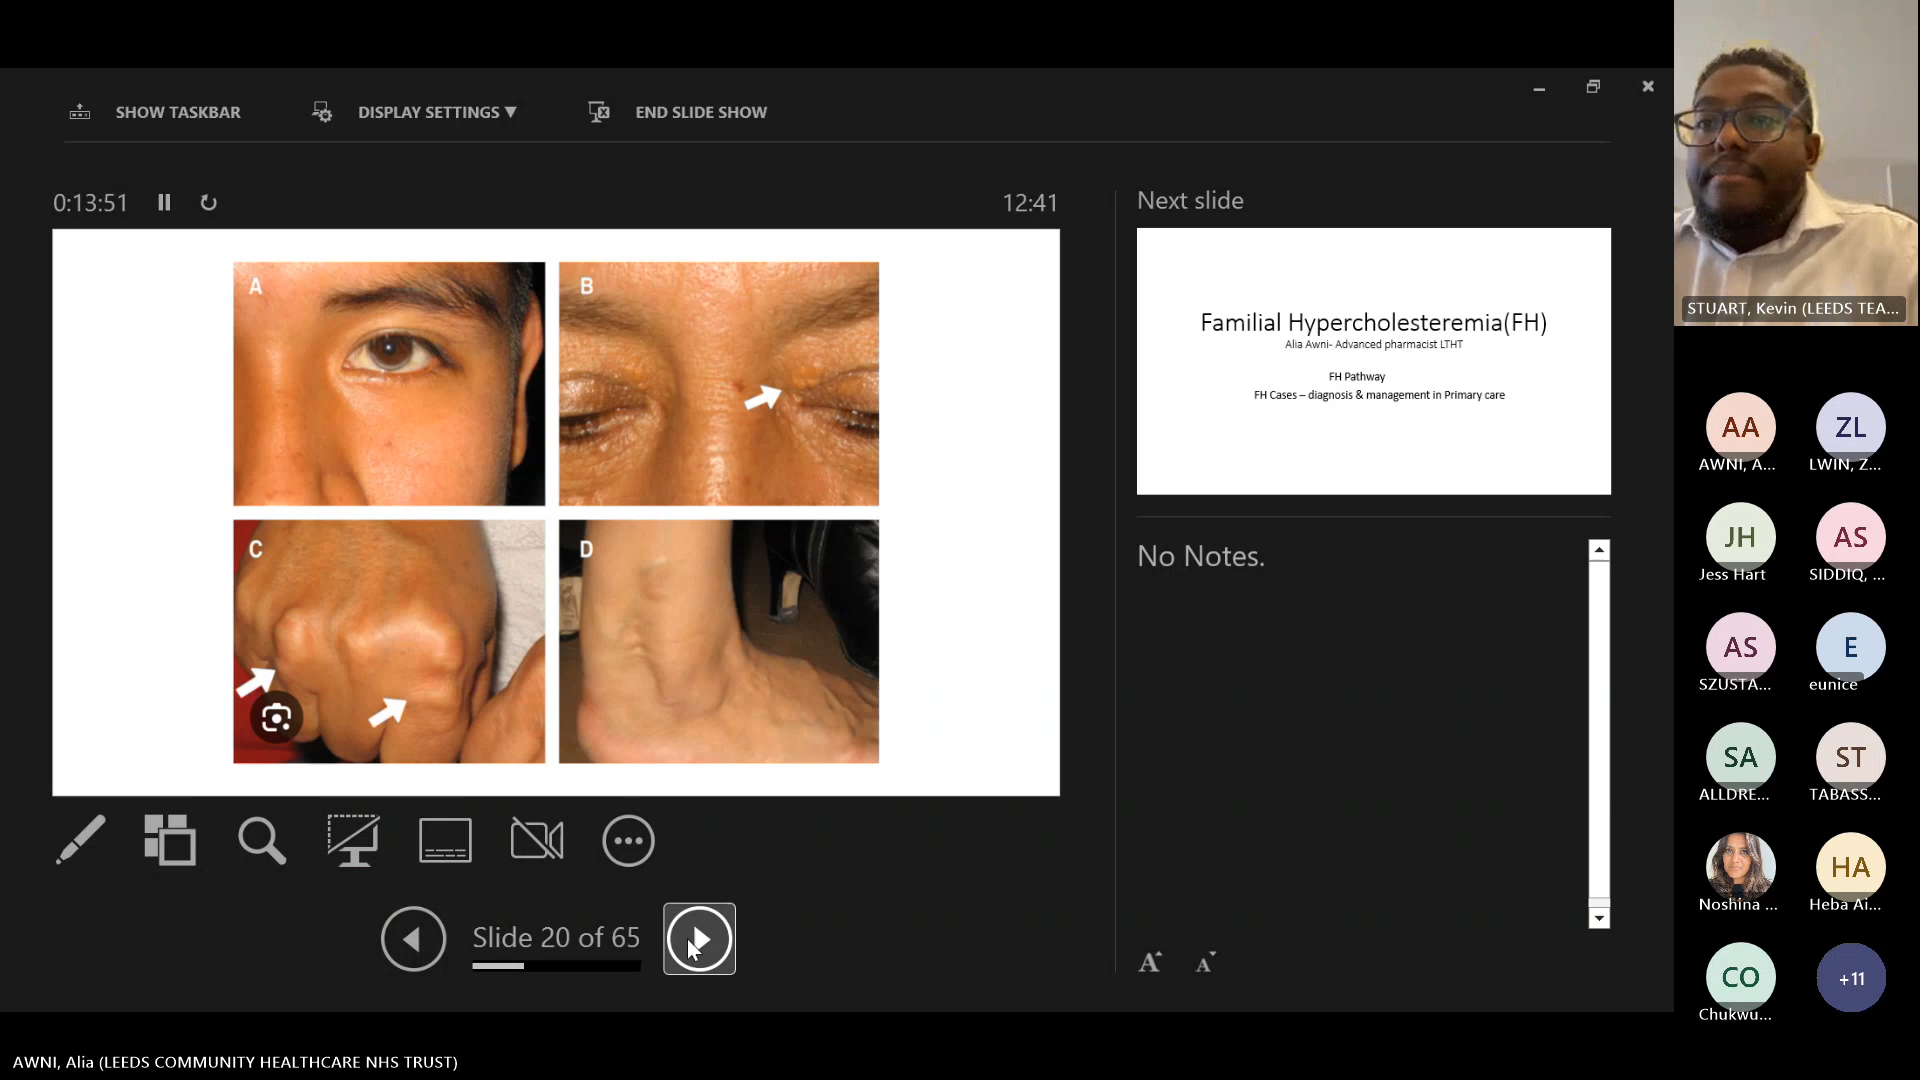 SHOW TASKBAR
DISPLAY SETTINGS ▼
END SLIDE SHOW
0:13:51
12:41
A
B
C
D
Slide 20 of 65
Next slide
Familial Hypercholesteremia(FH)
Alia Awni- Advanced pharmacist LTHT
FH Pathway
FH Cases – diagnosis & management in Primary care
No Notes.
A
A
STUART, Kevin (LEEDS TEA...
AA
AWNI, A...
ZL
LWIN, Z...
JH
Jess Hart
AS
SIDDIQ, ...
AS
SZUSTA...
E
eunice
SA
ALLDRE...
ST
TABASS...
Noshina ...
HA
Heba Ai...
CO
Chukwu...
+11
AWNI, Alia (LEEDS COMMUNITY HEALTHCARE NHS TRUST)